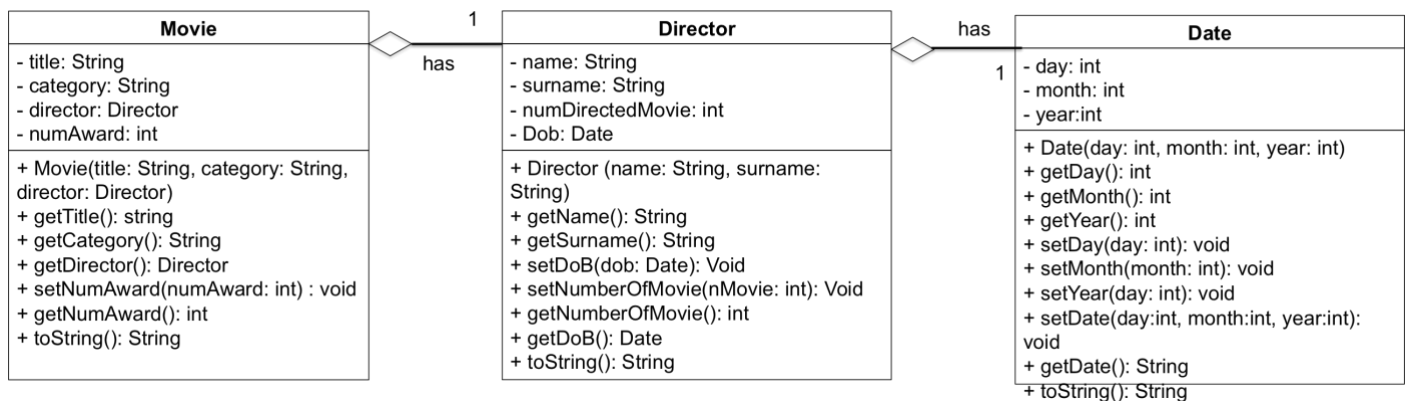 Movie
- title: String
- category: String
- director: Director
- numAward: int
+ Movie(title: String, category: String,
director: Director)
+ getTitle(): string
+ getCategory(): String
+ getDirector(): Director
+ setNumAward(numAward: int) : void
+ getNumAward(): int
+ toString(): String
1
has
Director
- name: String
- surname: String
- numDirectedMovie: int
- Dob: Date
+ Director (name: String, surname:
String)
+ getName(): String
+ getSurname(): String
+ setDoB(dob: Date): Void
+ setNumberOfMovie(nMovie: int): Void
+ getNumberOfMovie(): int
+ getDoB(): Date
+ toString(): String
has
1
Date
- day: int
- month: int
- year:int
+ Date(day: int, month: int, year: int)
+ getDay(): int
+ getMonth(): int
+ getYear(): int
+ setDay(day: int): void
+ setMonth(month: int): void
+ setYear(day: int): void
+ setDate(day:int, month:int, year:int):
void
+ getDate(): String
+ toString(): String